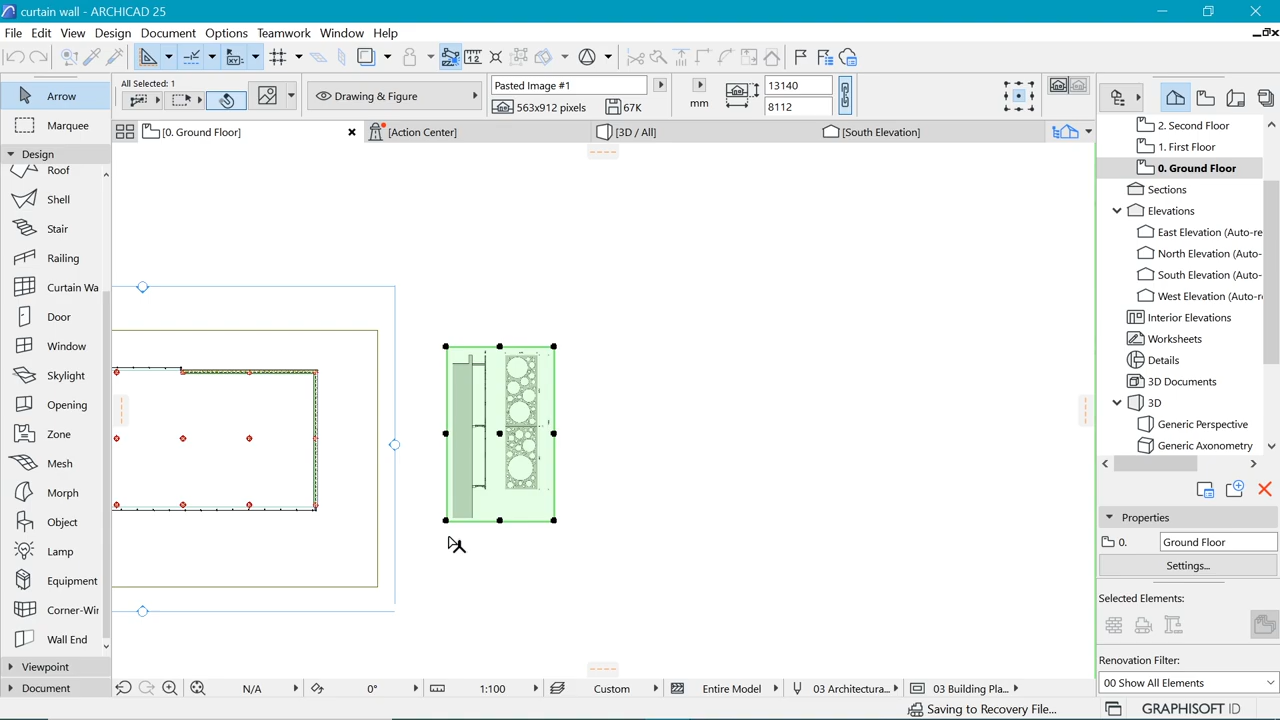 curtain wall - ARCHICAD 25
File Edit View Design Document Options Teamwork Window Help
Arrow
Marquee
Design
Roof
Shell
Stair
Railing
Curtain Wa
Door
Window
Skylight
Opening
Zone
Mesh
Morph
Object
Lamp
Equipment
Corner-Wir
Wall End
Viewpoint
Document
All Selected: 1
Drawing & Figure
Pasted Image #1
563x912 pixels 67K
mm
13140
8112
[0. Ground Floor]
[Action Center]
[3D / All]
[South Elevation]
2. Second Floor
1. First Floor
0. Ground Floor
Sections
Elevations
East Elevation (Auto-re
North Elevation (Auto-
South Elevation (Auto-
West Elevation (Auto-r
Interior Elevations
Worksheets
Details
3D Documents
3D
Generic Perspective
Generic Axonometry
Properties
0. Ground Floor
Settings...
Selected Elements:
Renovation Filter:
00 Show All Elements
N/A 0° 1:100 Custom Entire Model 03 Architectura... 03 Building Pla...
Saving to Recovery File...
GRAPHISOFT ID